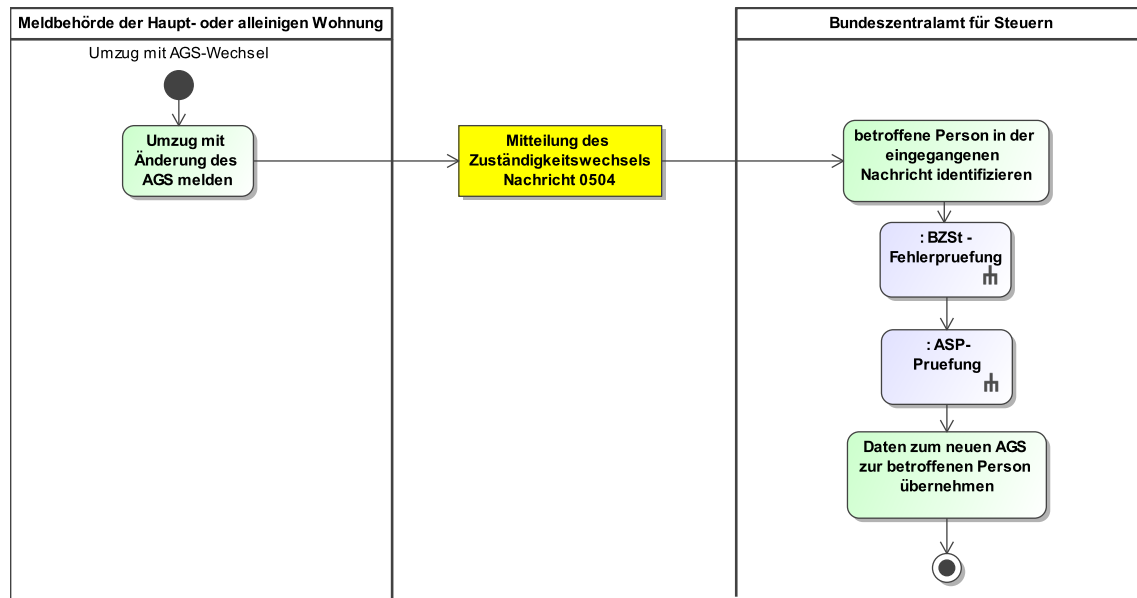 Meldbehörde der Haupt- oder alleinigen Wohnung
Umzug mit AGS-Wechsel
Umzug mit
Änderung des
AGS melden
Mitteilung des
Zuständigkeitswechsels
Nachricht 0504
Bundeszentralamt für Steuern
betroffene Person in der
eingegangenen
Nachricht identifizieren
: BZSt -
Fehlerpruefung
: ASP-
Pruefung
Daten zum neuen AGS
zur betroffenen Person
übernehmen